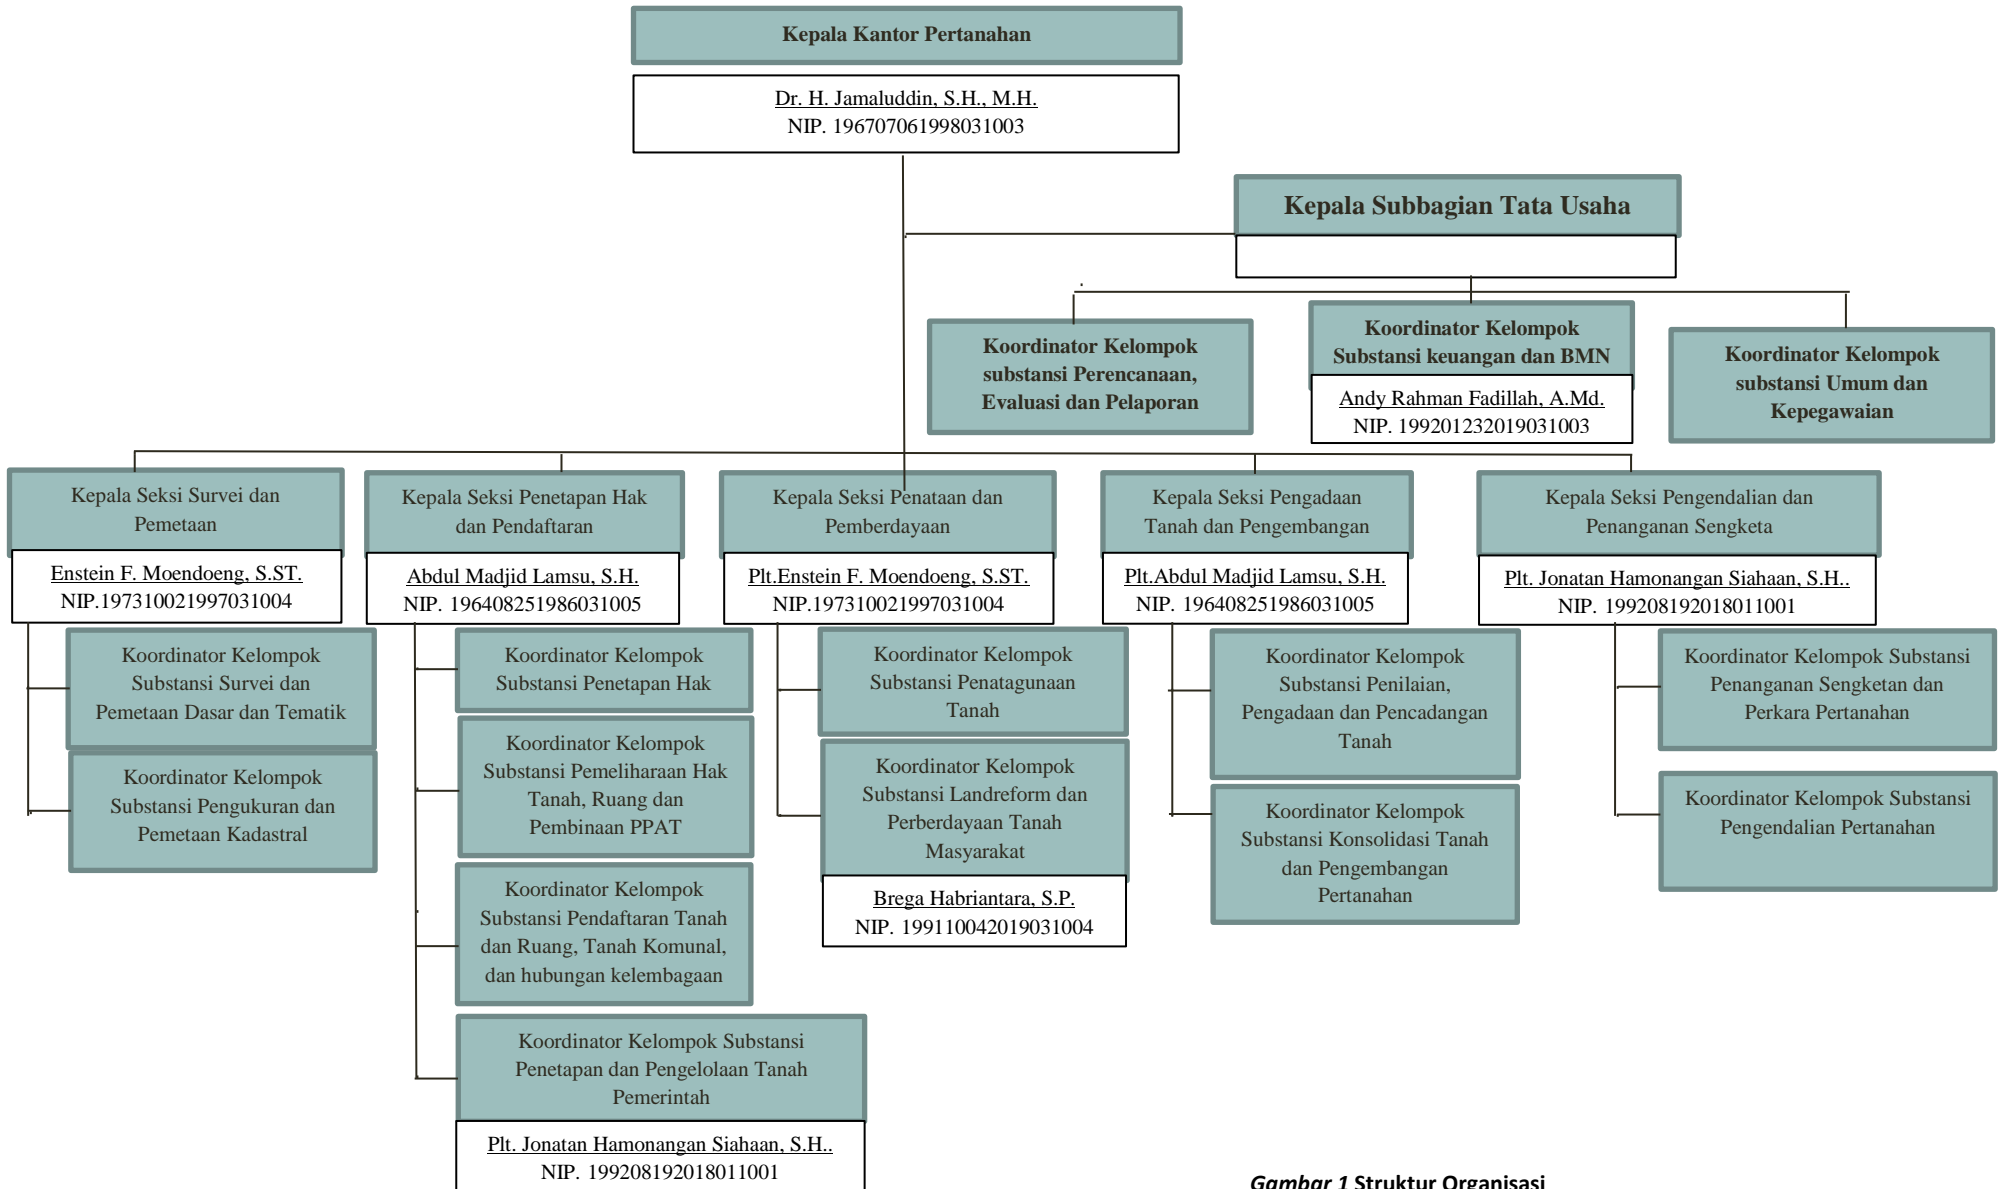 Kepala Kantor Pertanahan
Dr. H. Jamaluddin, S.H., M.H.
NIP. 196707061998031003
Kepala Subbagian Tata Usaha
Koordinator Kelompok
substansi Perencanaan,
Evaluasi dan Pelaporan
Koordinator Kelompok
Substansi keuangan dan BMN
Andy Rahman Fadillah, A.Md.
NIP. 199201232019031003
Koordinator Kelompok
substansi Umum dan
Kepegawaian
Kepala Seksi Survei dan
Pemetaan
Enstein F. Moendoeng, S.ST.
NIP.197310021997031004
Koordinator Kelompok
Substansi Survei dan
Pemetaan Dasar dan Tematik
Koordinator Kelompok
Substansi Pengukuran dan
Pemetaan Kadastral
Kepala Seksi Penetapan Hak
dan Pendaftaran
Abdul Madjid Lamsu, S.H.
NIP. 196408251986031005
Koordinator Kelompok
Substansi Penetapan Hak
Koordinator Kelompok
Substansi Pemeliharaan Hak
Tanah, Ruang dan
Pembinaan PPAT
Koordinator Kelompok
Substansi Pendaftaran Tanah
dan Ruang, Tanah Komunal,
dan hubungan kelembagaan
Koordinator Kelompok Substansi
Penetapan dan Pengelolaan Tanah
Pemerintah
Plt. Jonatan Hamonangan Siahaan, S.H..
NIP. 199208192018011001
Kepala Seksi Penataan dan
Pemberdayaan
Plt.Enstein F. Moendoeng, S.ST.
NIP.197310021997031004
Koordinator Kelompok
Substansi Penatagunaan
Tanah
Koordinator Kelompok
Substansi Landreform dan
Perberdayaan Tanah
Masyarakat
Brega Habriantara, S.P.
NIP. 199110042019031004
Kepala Seksi Pengadaan
Tanah dan Pengembangan
Plt.Abdul Madjid Lamsu, S.H.
NIP. 196408251986031005
Koordinator Kelompok
Substansi Penilaian,
Pengadaan dan Pencadangan
Tanah
Koordinator Kelompok
Substansi Konsolidasi Tanah
dan Pengembangan
Pertanahan
Kepala Seksi Pengendalian dan
Penanganan Sengketa
Plt. Jonatan Hamonangan Siahaan, S.H..
NIP. 199208192018011001
Koordinator Kelompok Substansi
Penanganan Sengketan dan
Perkara Pertanahan
Koordinator Kelompok Substansi
Pengendalian Pertanahan
Gambar 1 Struktur Organisasi